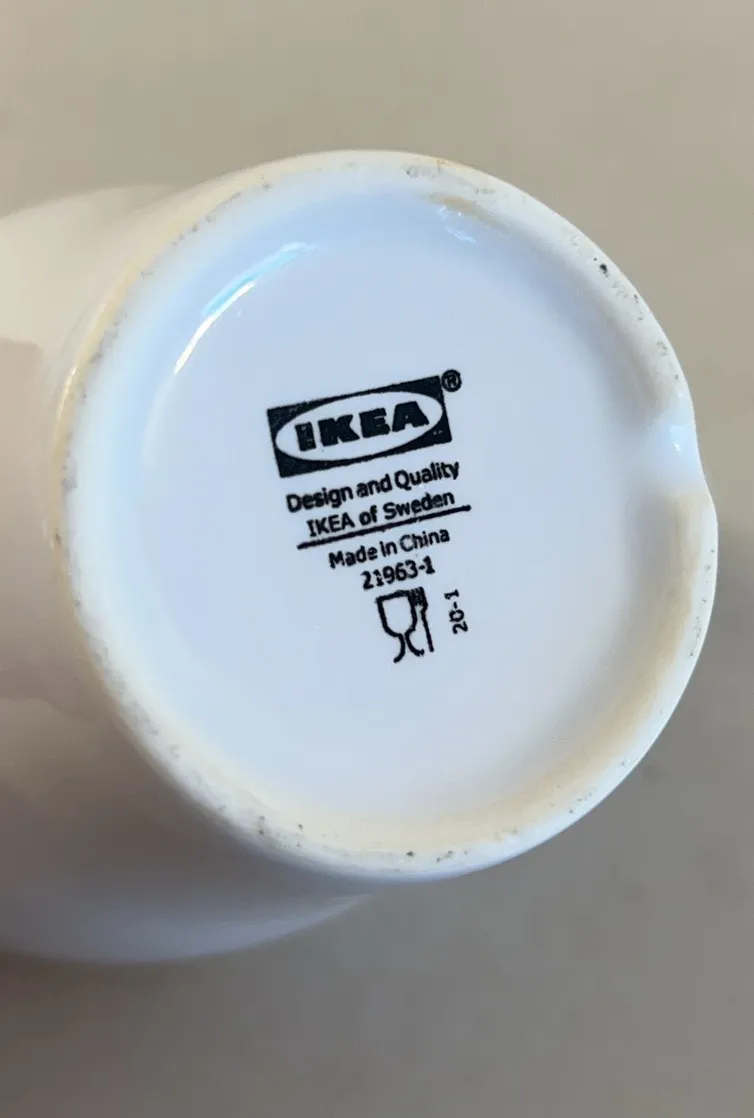 IKEA®
Design and Quality
IKEA of Sweden
Made in China
21963-1
20-1